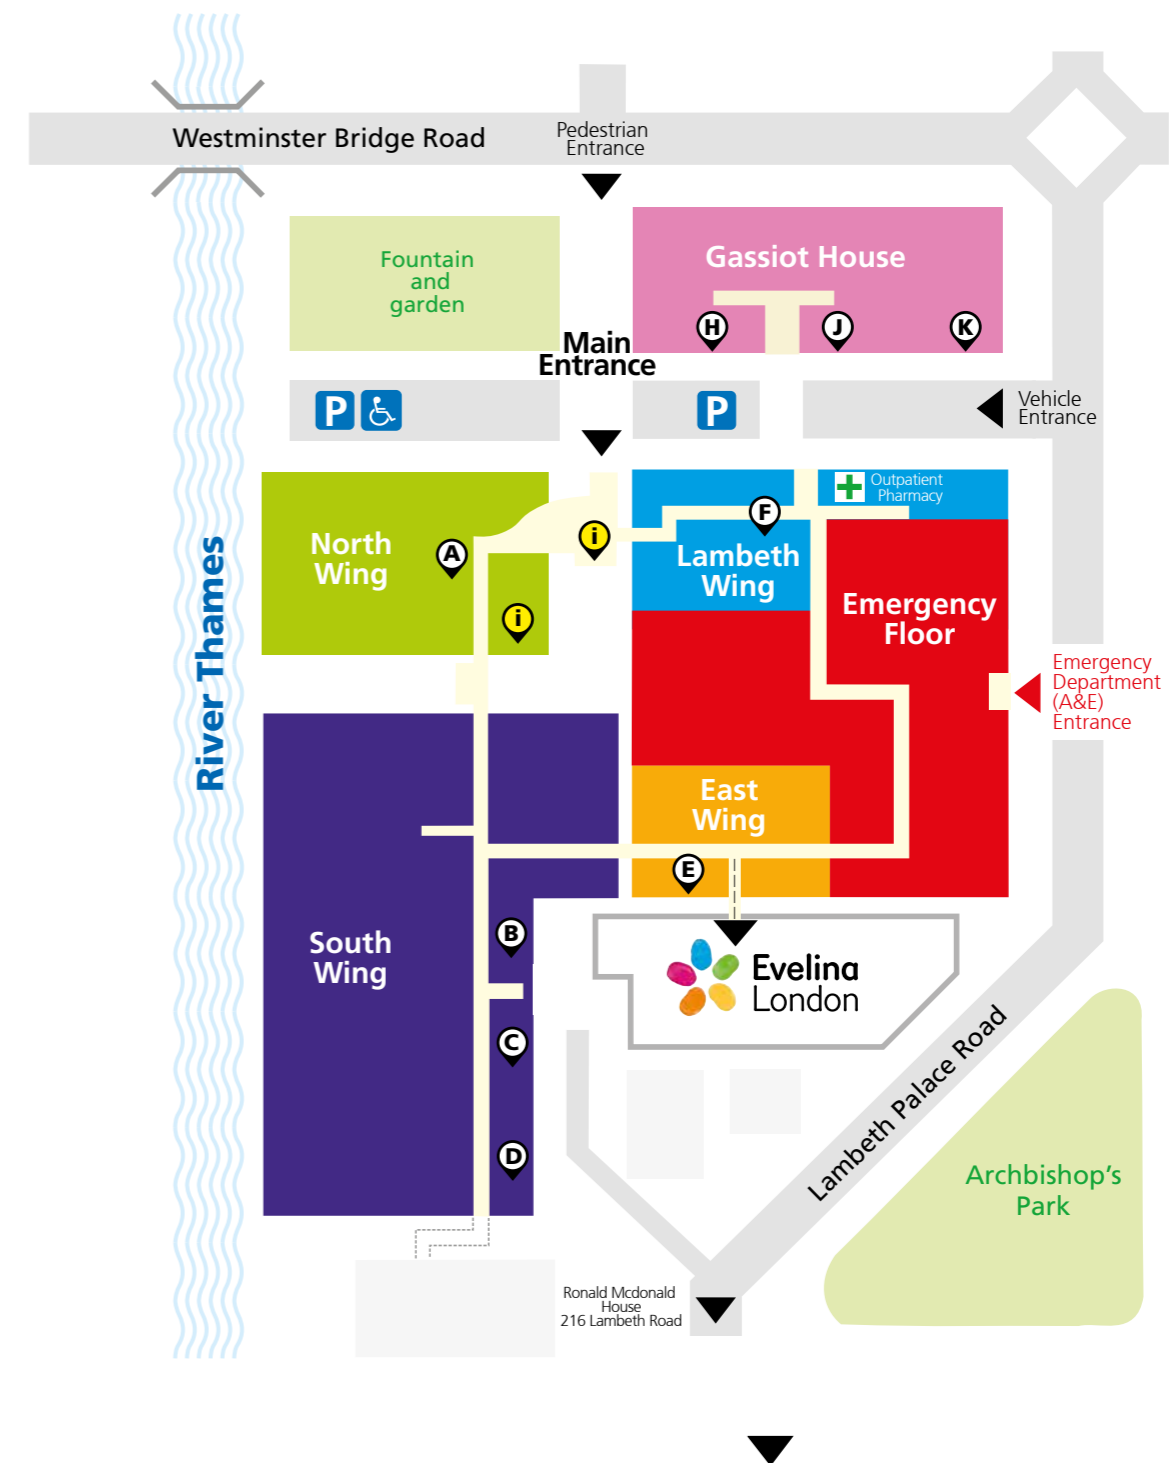 Westminster Bridge Road
Pedestrian
Entrance
Fountain
and
garden
Gassiot House
H
J
K
Main
Entrance
P
P
Vehicle
Entrance
Outpatient
Pharmacy
North
Wing
A
i
i
F
Lambeth
Wing
Emergency
Floor
River Thames
Emergency
Department
(A&E)
Entrance
East
Wing
E
South
Wing
B
C
D
Evelina
London
Lambeth Palace Road
Archbishop's
Park
Ronald Mcdonald
House
216 Lambeth Road